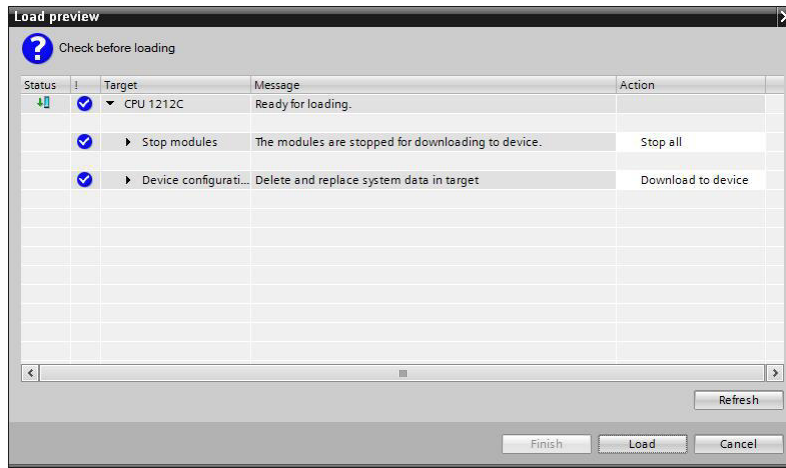 Load preview
Check before loading
Status ! Target Message Action
CPU 1212C Ready for loading.
Stop modules The modules are stopped for downloading to device. Stop all
Device configurati... Delete and replace system data in target Download to device
Refresh
Finish Load Cancel